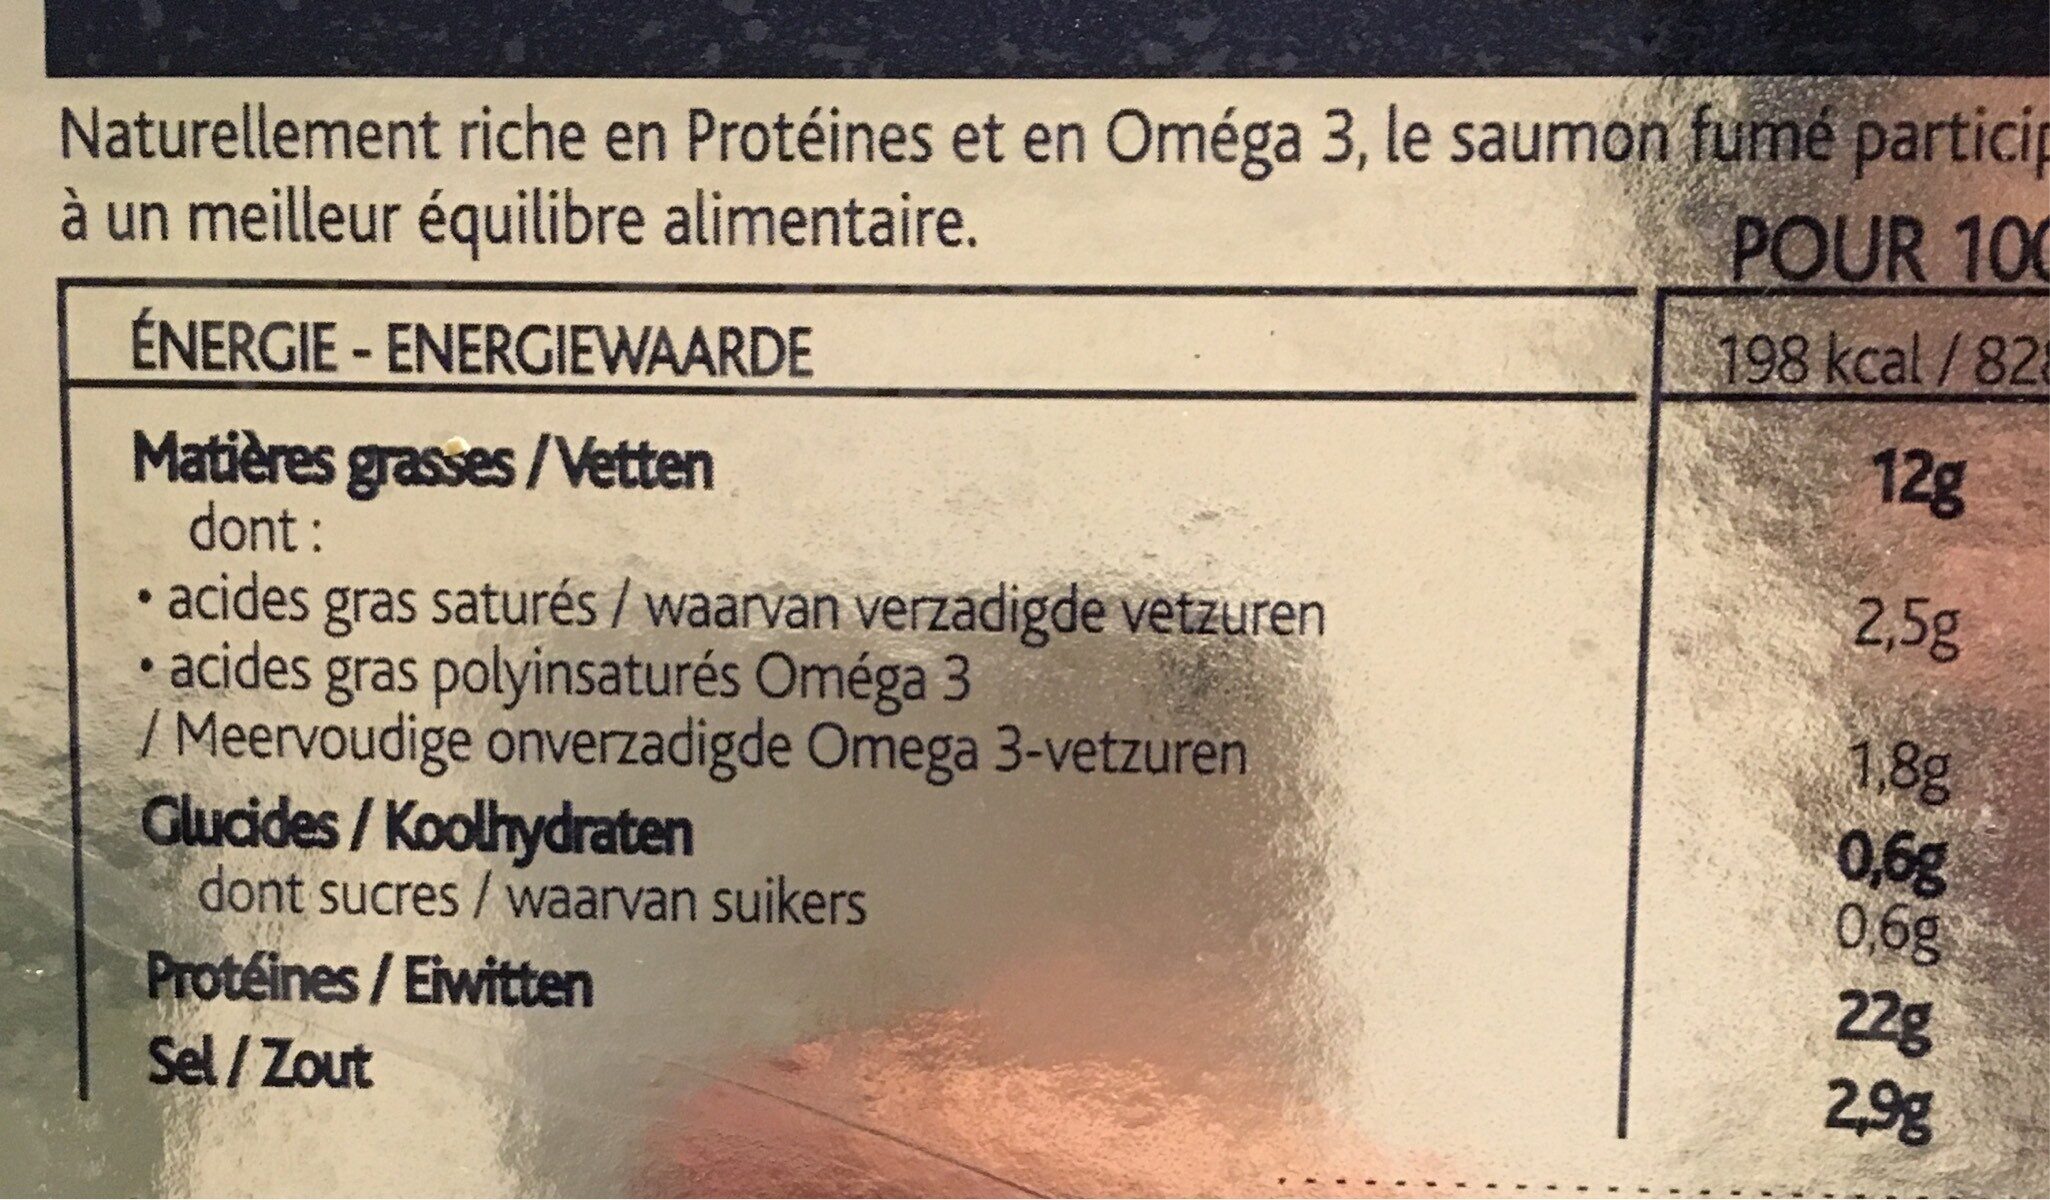 Naturellement riche en Protéines et en Oméga 3, le saumon fumé particip
à un meilleur équilibre alimentaire.
POUR 100
ÉNERGIE - ENERGIEWAARDE 198 kcal / 828
Matières grasses / Vetten 12g
dont :
• acides gras saturés / waarvan verzadigde vetzuren 2,5g
• acides gras polyinsaturés Oméga 3
/ Meervoudige onverzadigde Omega 3-vetzuren 1,8g
Glucides / Koolhydraten 0,6g
dont sucres / waarvan suikers 0,6g
Protéines / Eiwitten 22g
Sel / Zout 2,9g